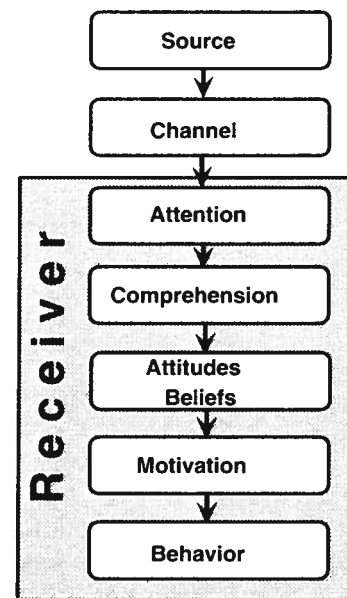 Source
Channel
Receiver
Attention
Comprehension
Attitudes
Beliefs
Motivation
Behavior